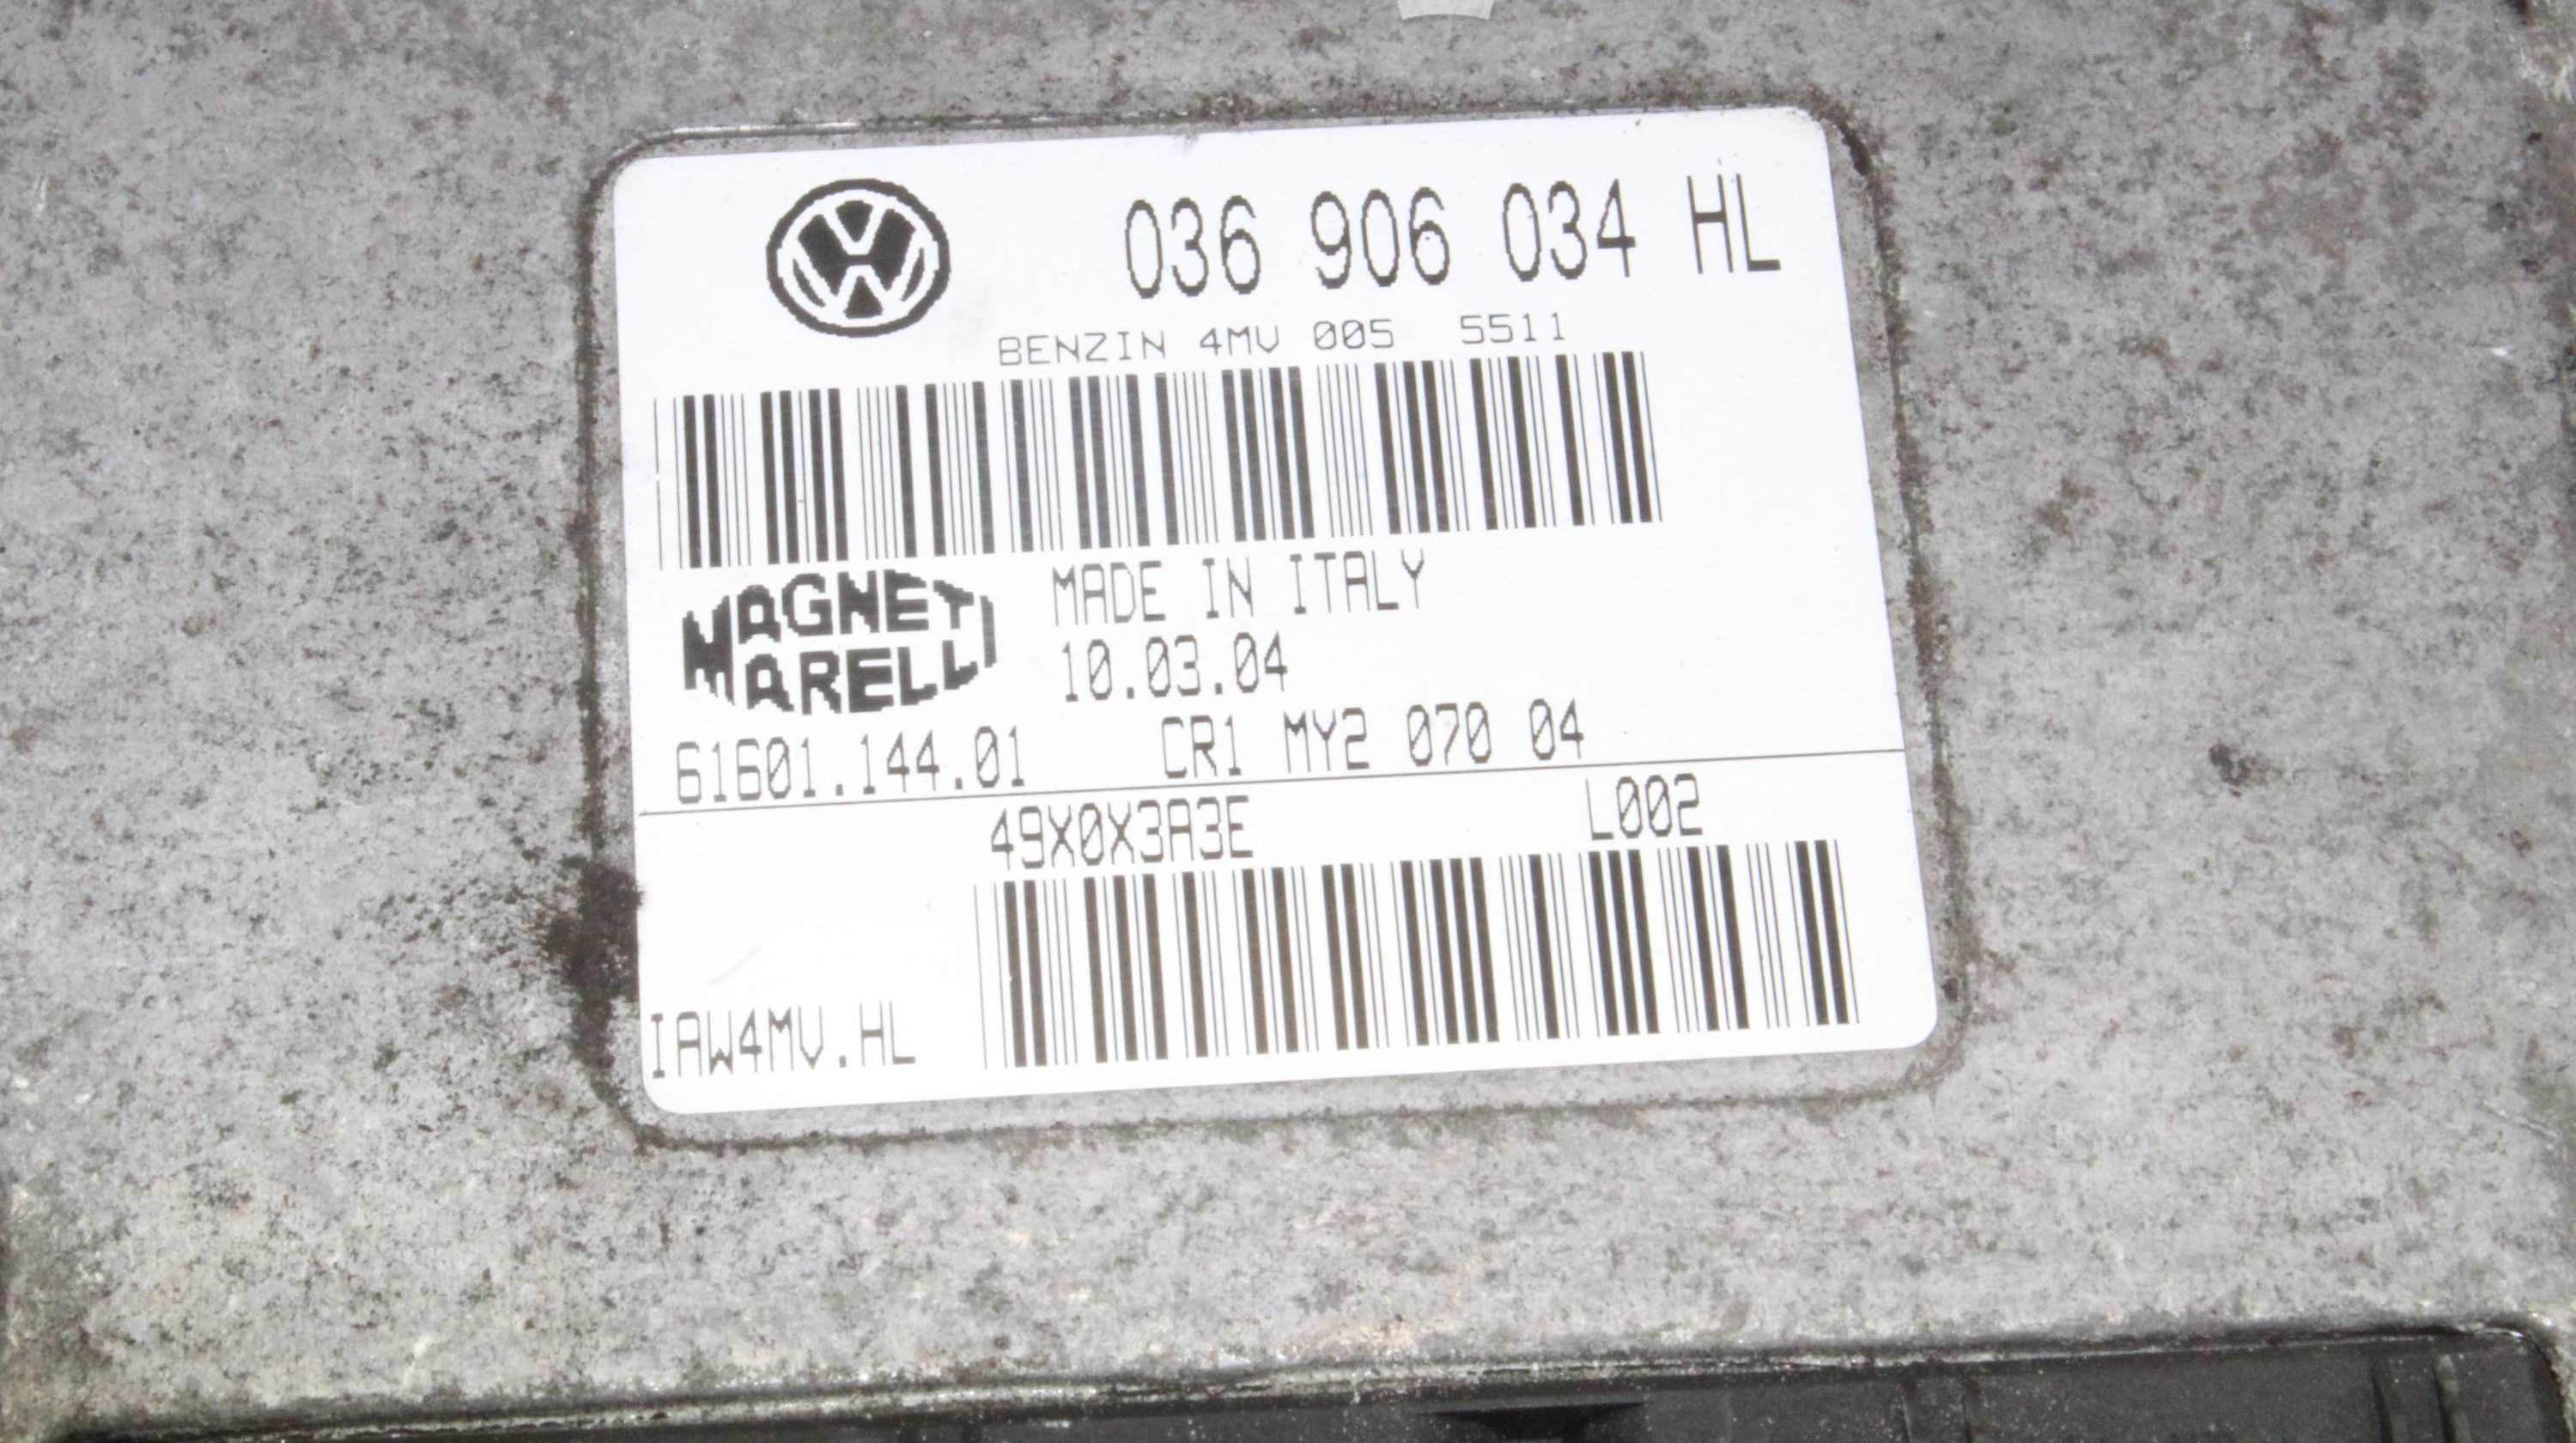 036 906 034 HL
BENZIN 4MV 005 5511
MAGNETI MARELLI
MADE IN ITALY
10.03.04
61601.144.01 CR1 MY2 070 04
49X0X3A3E L002
IAW4MV.HL